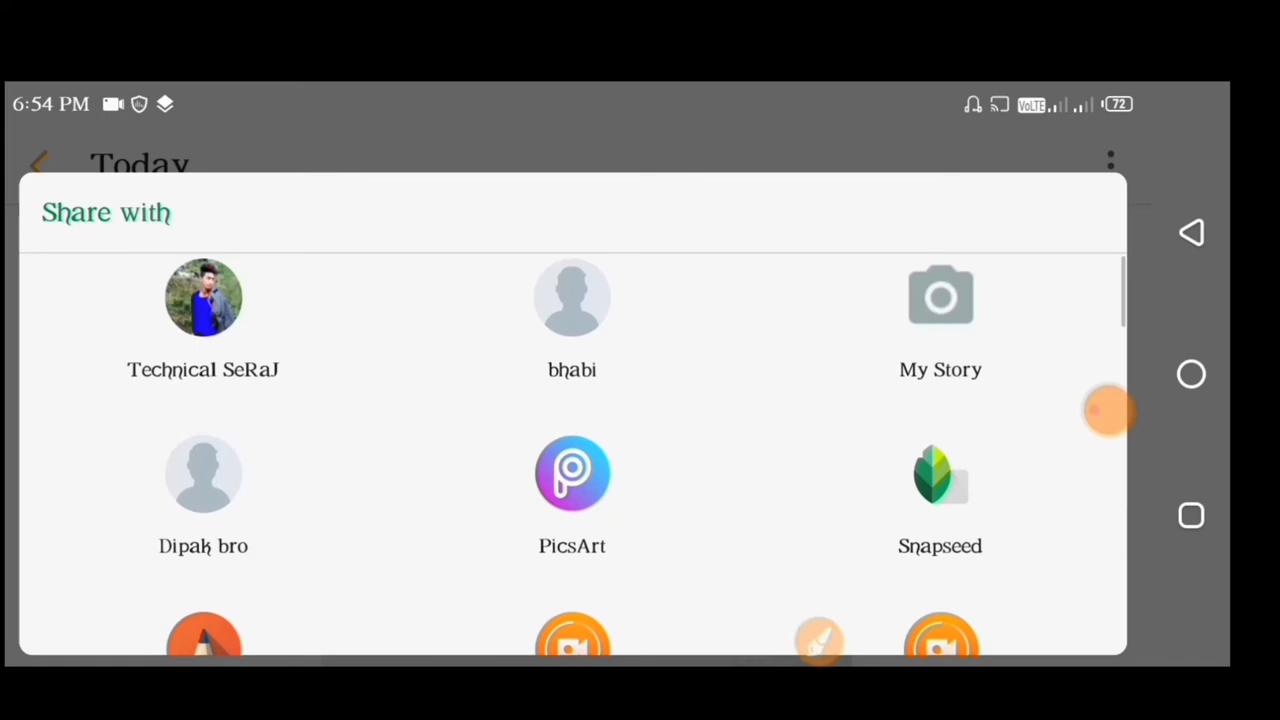 6:54 PM VoLTE 72
Today
Share with
Technical SeRaJ bhabi My Story
Dipak bro PicsArt Snapseed